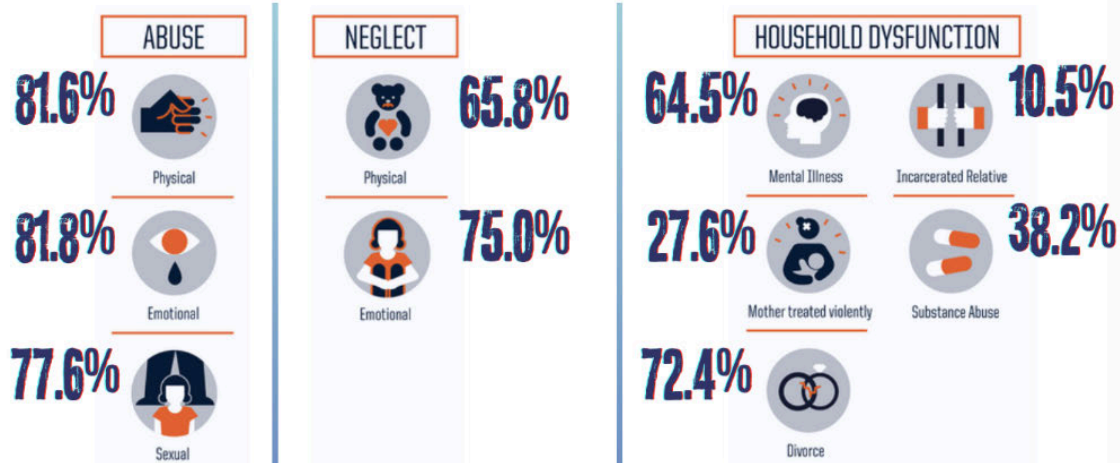 ABUSE
81.6%
Physical
81.8%
Emotional
77.6%
Sexual
NEGLECT
65.8%
Physical
75.0%
Emotional
HOUSEHOLD DYSFUNCTION
64.5%
Mental Illness
10.5%
Incarcerated Relative
27.6%
Mother treated violently
38.2%
Substance Abuse
72.4%
Divorce